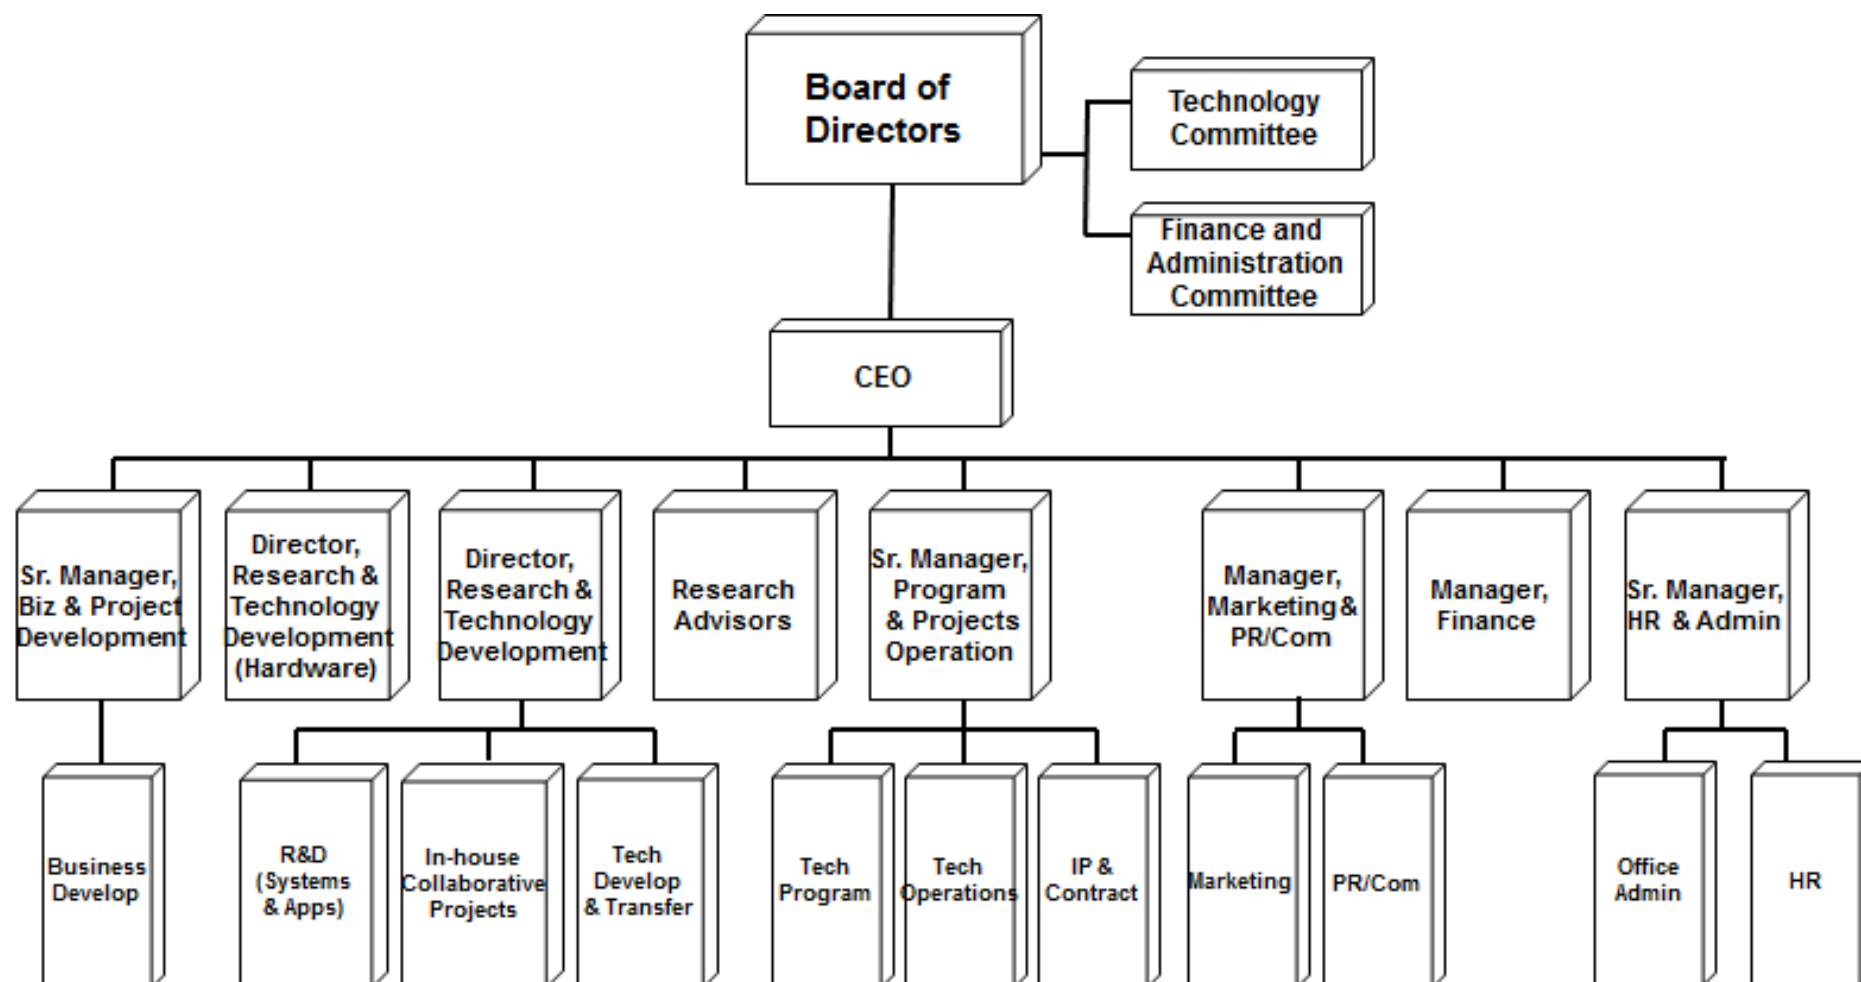 Board of
Directors
Technology
Committee
Finance and
Administration
Committee
CEO
Sr. Manager,
Biz & Project
Development
Director,
Research &
Technology
Development
(Hardware)
Director,
Research &
Technology
Development
Research
Advisors
Sr. Manager,
Program
& Projects
Operation
Manager,
Marketing &
PR/Com
Manager,
Finance
Sr. Manager,
HR & Admin
Business
Develop
R&D
(Systems
& Apps)
In-house
Collaborative
Projects
Tech
Develop
& Transfer
Tech
Program
Tech
Operations
IP &
Contract
Marketing
PR/Com
Office
Admin
HR